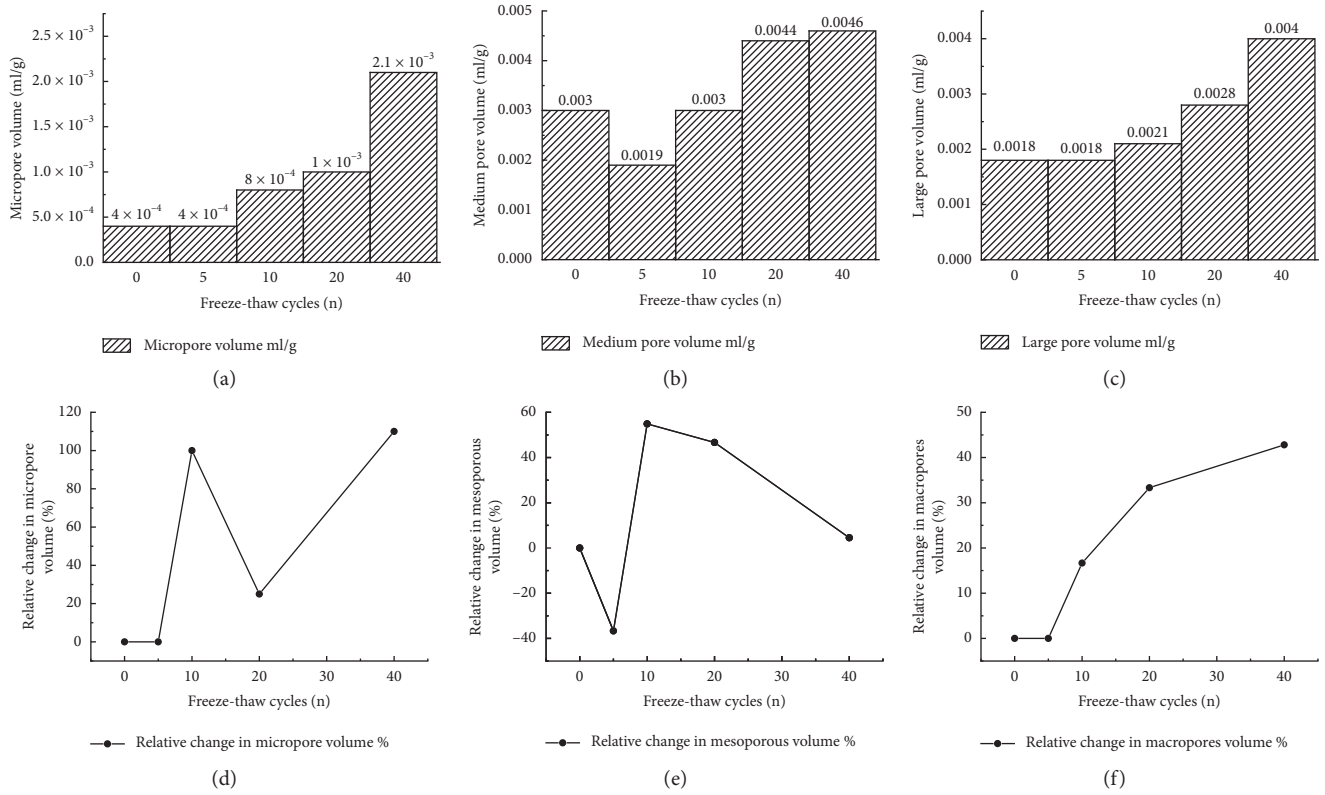 Micropore volume (ml/g)
2.5 × 10⁻³
2.0 × 10⁻³
1.5 × 10⁻³
1.0 × 10⁻³
5.0 × 10⁻⁴
0.0
4 × 10⁻⁴
4 × 10⁻⁴
8 × 10⁻⁴
1 × 10⁻³
2.1 × 10⁻³
0 5 10 20 40
Freeze-thaw cycles (n)
Micropore volume ml/g
(a)
Medium pore volume (ml/g)
0.005
0.004
0.003
0.002
0.001
0.000
0.003
0.0019
0.003
0.0044
0.0046
0 5 10 20 40
Freeze-thaw cycles (n)
Medium pore volume ml/g
(b)
Large pore volume (ml/g)
0.004
0.003
0.002
0.001
0.000
0.0018
0.0018
0.0021
0.0028
0.004
0 5 10 20 40
Freeze-thaw cycles (n)
Large pore volume ml/g
(c)
Relative change in micropore
volume (%)
120
100
80
60
40
20
0
0 10 20 30 40
Freeze-thaw cycles (n)
Relative change in micropore volume %
(d)
Relative change in mesoporous
volume (%)
60
40
20
0
−20
−40
0 10 20 30 40
Freeze-thaw cycles (n)
Relative change in mesoporous volume %
(e)
Relative change in macropores
volume (%)
50
40
30
20
10
0
0 10 20 30 40
Freeze-thaw cycles (n)
Relative change in macropores volume %
(f)